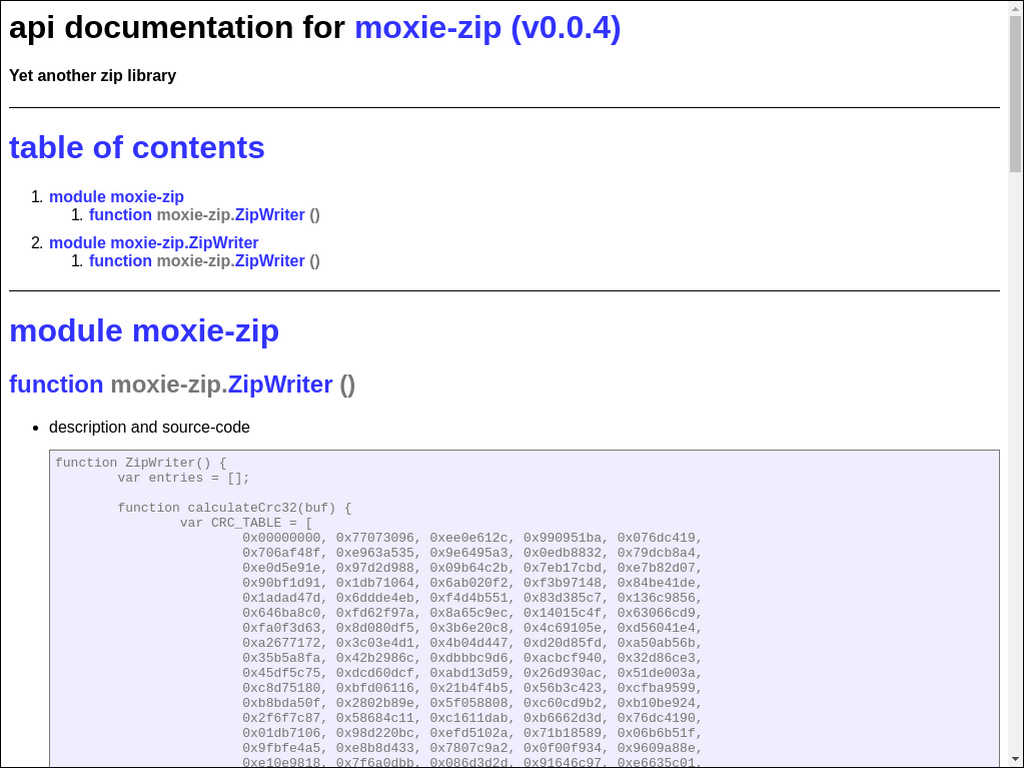 api documentation for moxie-zip (v0.0.4)
Yet another zip library
table of contents
1. module moxie-zip
1. function moxie-zip.ZipWriter ()
2. module moxie-zip.ZipWriter
1. function moxie-zip.ZipWriter ()
module moxie-zip
function moxie-zip.ZipWriter ()
• description and source-code
function ZipWriter() {
var entries = [];
function calculateCrc32(buf) {
var CRC_TABLE = [
0x00000000, 0x77073096, 0xee0e612c, 0x990951ba, 0x076dc419,
0x706af48f, 0xe963a535, 0x9e6495a3, 0x0edb8832, 0x79dcb8a4,
0xe0d5e91e, 0x97d2d988, 0x09b64c2b, 0x7eb17cbd, 0xe7b82d07,
0x90bf1d91, 0x1db71064, 0x6ab020f2, 0xf3b97148, 0x84be41de,
0x1adad47d, 0x6ddde4eb, 0xf4d4b551, 0x83d385c7, 0x136c9856,
0x646ba8c0, 0xfd62f97a, 0x8a65c9ec, 0x14015c4f, 0x63066cd9,
0xfa0f3d63, 0x8d080df5, 0x3b6e20c8, 0x4c69105e, 0xd56041e4,
0xa2677172, 0x3c03e4d1, 0x4b04d447, 0xd20d85fd, 0xa50ab56b,
0x35b5a8fa, 0x42b2986c, 0xdbbbc9d6, 0xacbcf940, 0x32d86ce3,
0x45df5c75, 0xdcd60dcf, 0xabd13d59, 0x26d930ac, 0x51de003a,
0xc8d75180, 0xbfd06116, 0x21b4f4b5, 0x56b3c423, 0xcfba9599,
0xb8bda50f, 0x2802b89e, 0x5f058808, 0xc60cd9b2, 0xb10be924,
0x2f6f7c87, 0x58684c11, 0xc1611dab, 0xb6662d3d, 0x76dc4190,
0x01db7106, 0x98d220bc, 0xefd5102a, 0x71b18589, 0x06b6b51f,
0x9fbfe4a5, 0xe8b8d433, 0x7807c9a2, 0x0f00f934, 0x9609a88e,
0xe10e9818, 0x7f6a0dbb, 0x086d3d2d, 0x91646c97, 0xe6635c01,